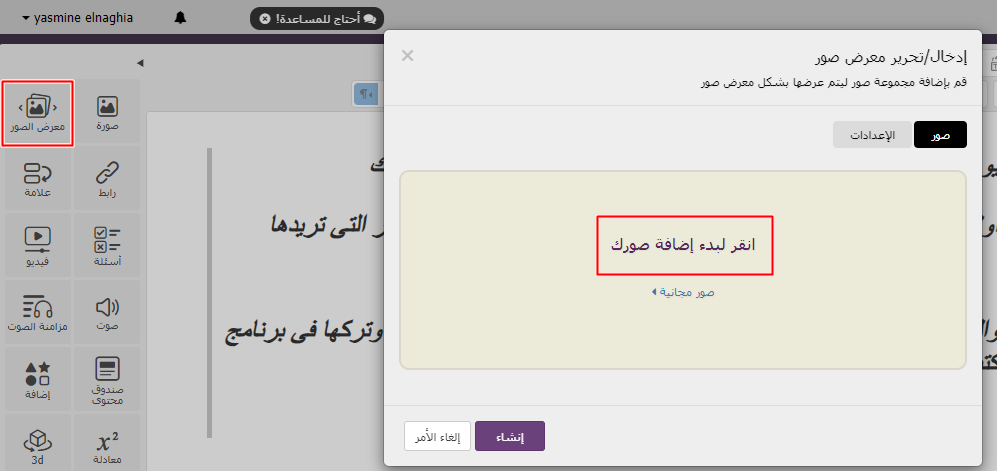 yasmine elnaghia
أحتاج للمساعدة!
إدخال/تحرير معرض صور
قم بإضافة مجموعة صور ليتم عرضها بشكل معرض صور
صور
الإعدادات
انقر لبدء إضافة صورك
صور مجانية
إنشاء
إلغاء الأمر
صورة
معرض الصور
رابط
علامة
أسئلة
فيديو
صوت
مزامنة الصوت
صندوق محتوى
إضافة
x²
معادلة
3d
ك
ر التى تريدها
وتركها فى برنامج